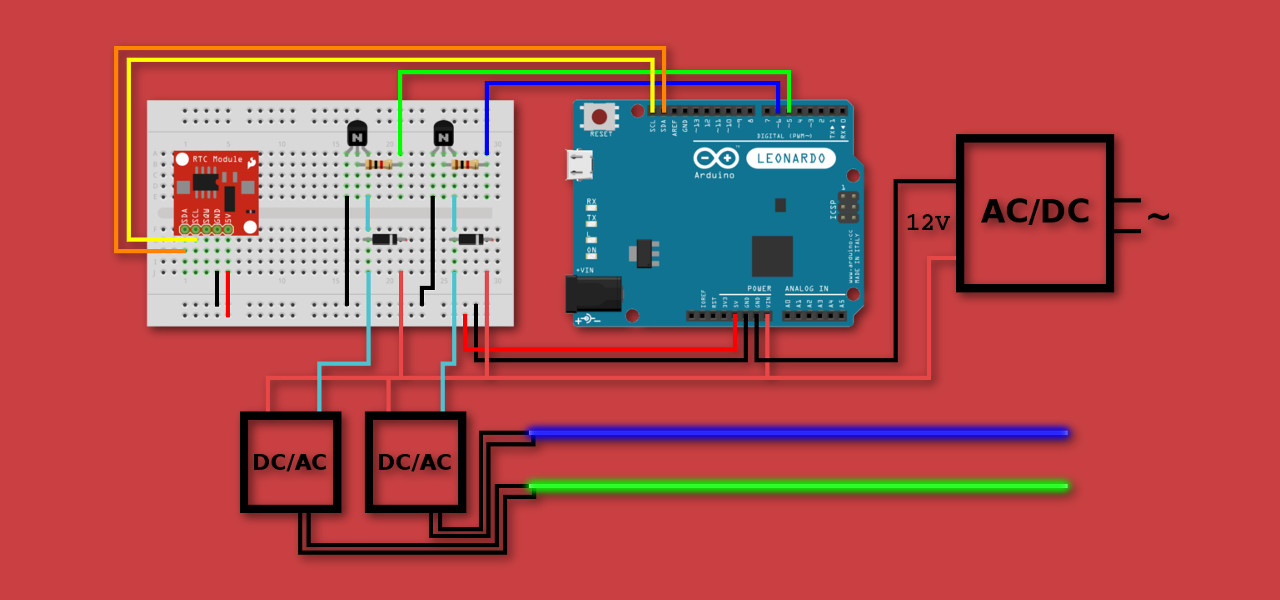 RTC Module
SDA
SCL
SQW
GND
5V
N
N
RESET
SCL
SDA
AREF
GND
~13
12
~11
~10
~9
8
7
~6
~5
4
~3
2
TX▶1
RX◀0
DIGITAL (PWM~)
Arduino
LEONARDO
RX
TX
L
ON
ICSP
1
+VIN
www.arduino.cc
MADE IN ITALY
POWER
ANALOG IN
IOREF
RST
3V3
5V
GND
GND
VIN
A0
A1
A2
A3
A4
A5
12V
AC/DC
~
DC/AC
DC/AC